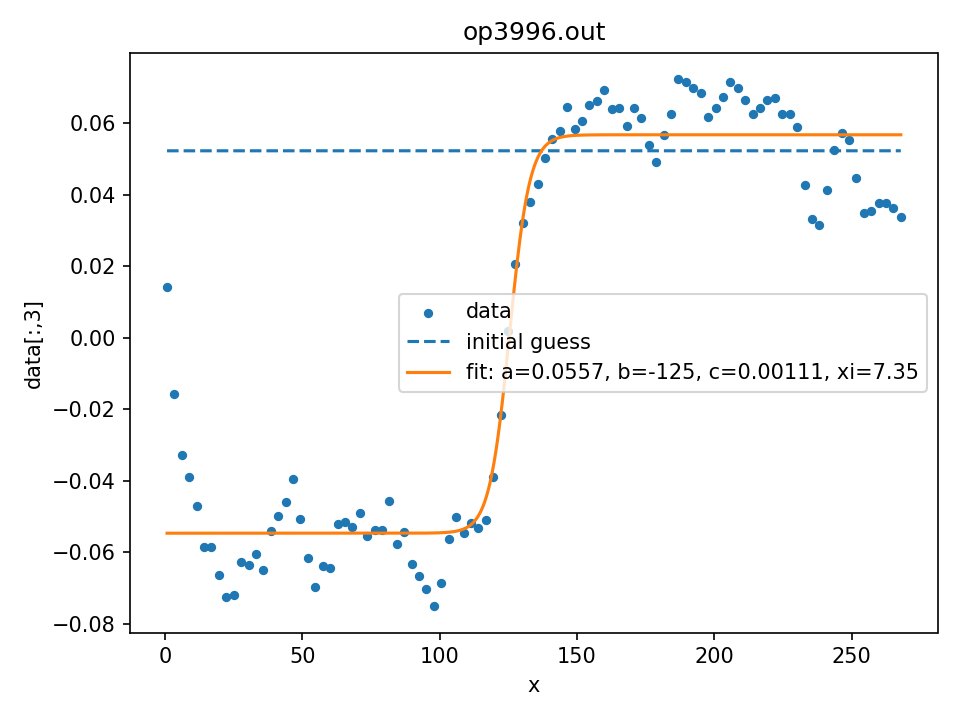 op3996.out
0.06
0.04
0.02
0.00
−0.02
−0.04
−0.06
−0.08
data[:,3]
data
initial guess
fit: a=0.0557, b=-125, c=0.00111, xi=7.35
0 50 100 150 200 250
x